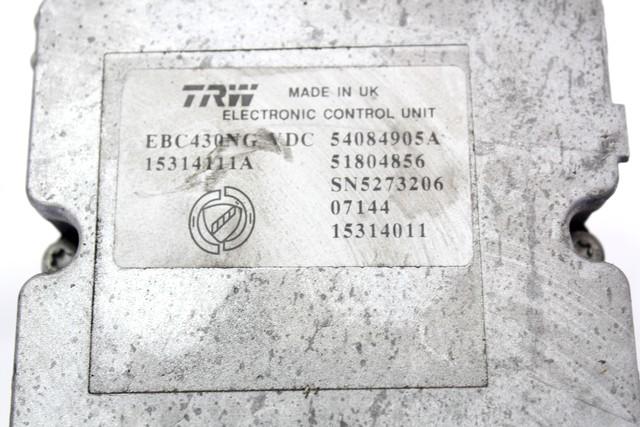 TRW MADE IN UK
ELECTRONIC CONTROL UNIT
EBC430NG VDC 54084905A
15314111A 51804856
SN5273206
07144
15314011